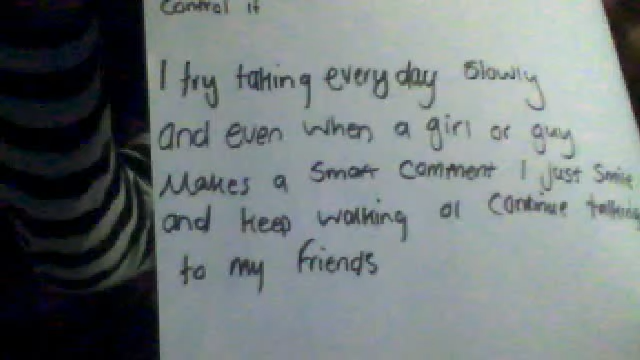 Control it
I try taking every day slowly
and even when a girl or guy
Makes a smart comment I just smile
and keep walking or continue talking
to my friends